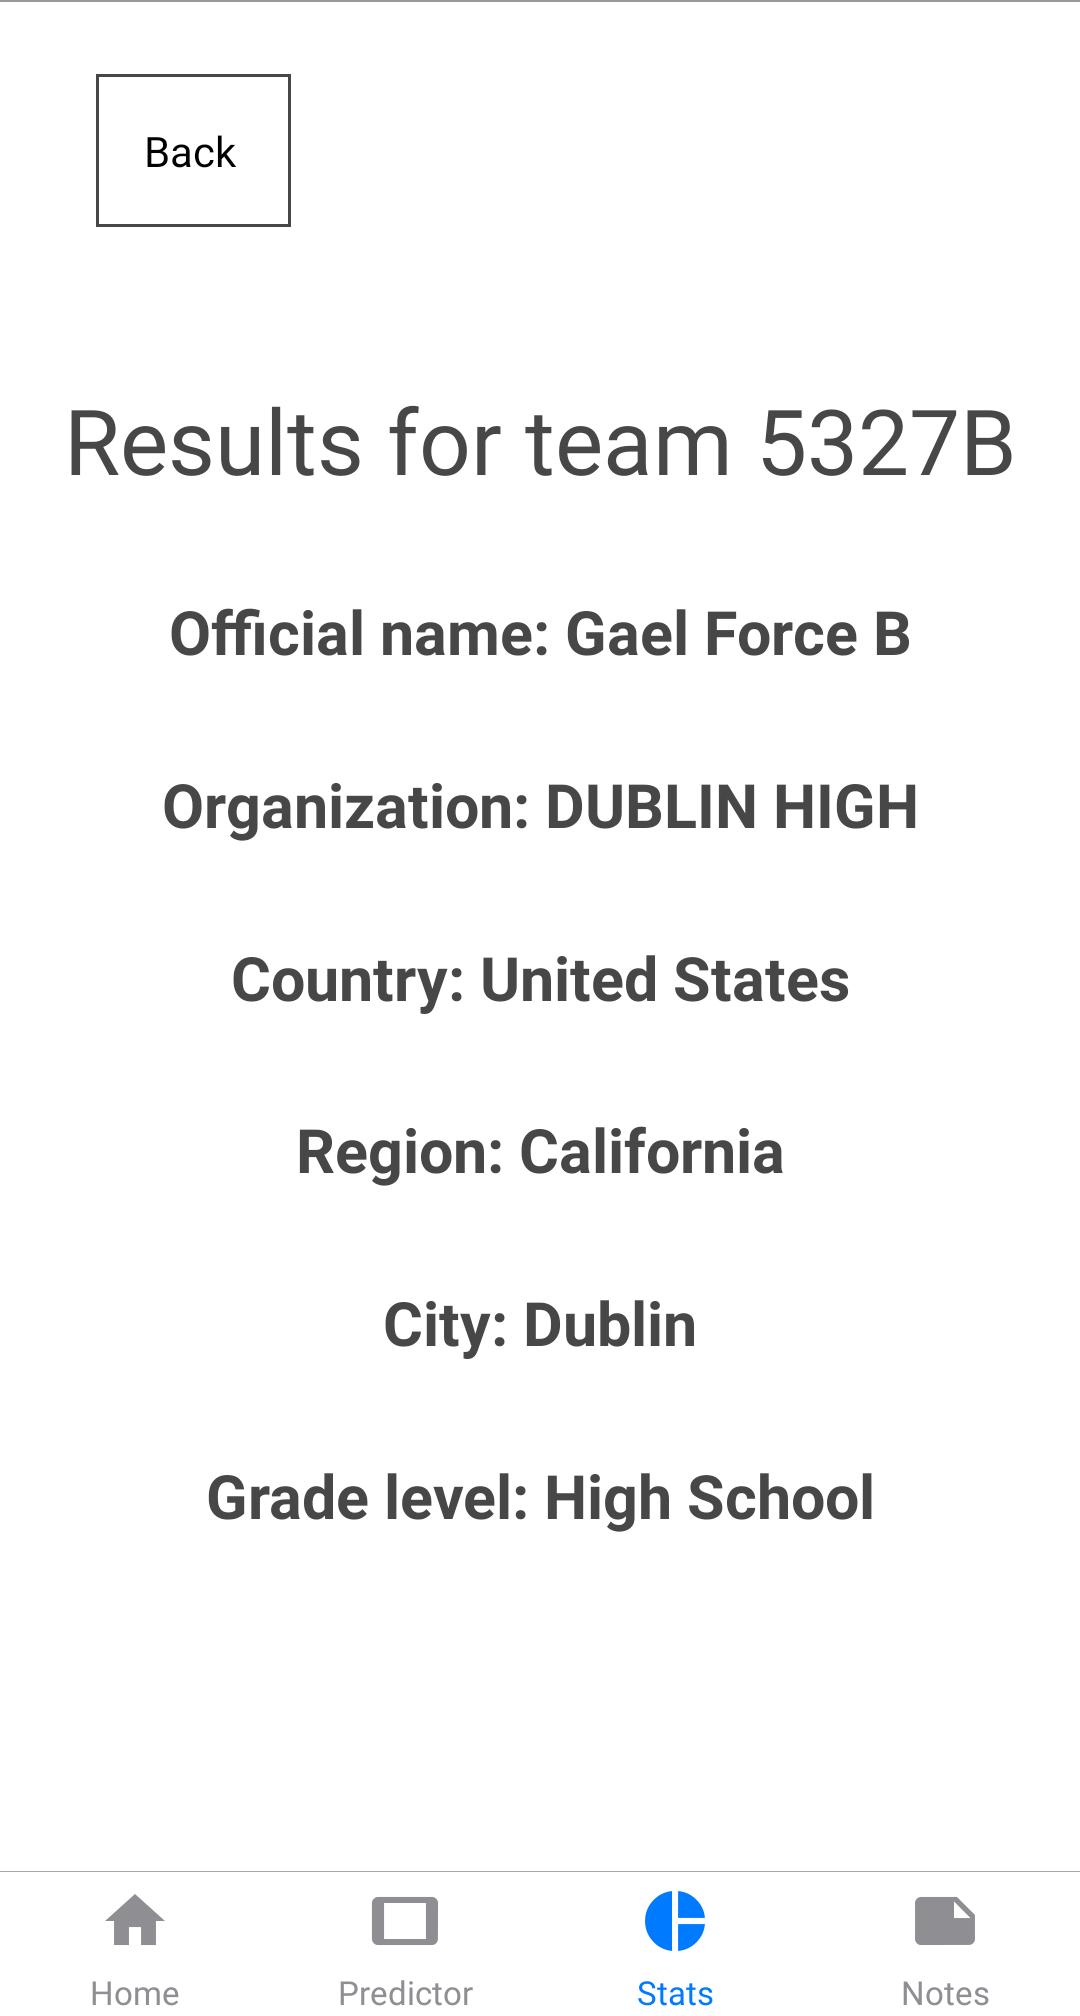 Back
Results for team 5327B
Official name: Gael Force B
Organization: DUBLIN HIGH
Country: United States
Region: California
City: Dublin
Grade level: High School
Home
Predictor
Stats
Notes